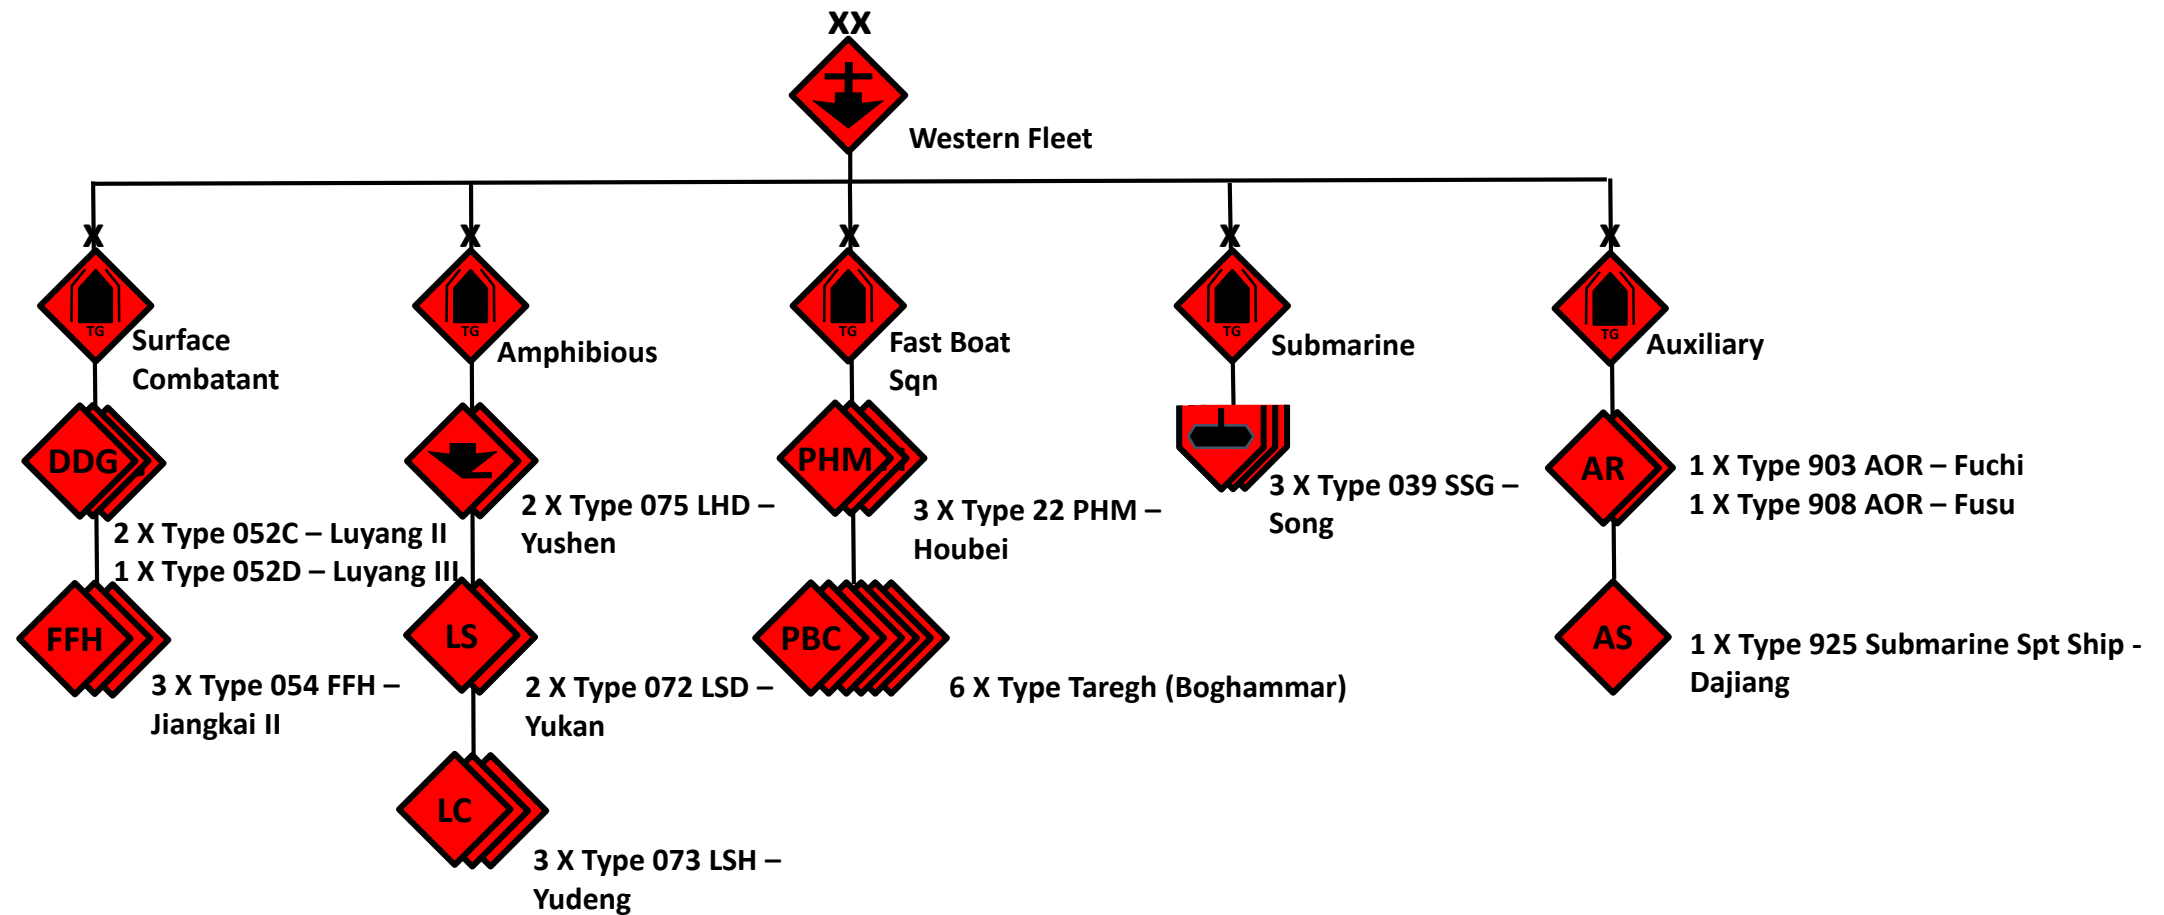 XX
Western Fleet
X
X
X
X
X
TG
TG
TG
TG
TG
Surface
Combatant
Amphibious
Fast Boat
Sqn
Submarine
Auxiliary
DDG
2 X Type 052C – Luyang II
1 X Type 052D – Luyang III
FFH
3 X Type 054 FFH –
Jiangkai II
2 X Type 075 LHD –
Yushen
LS
2 X Type 072 LSD –
Yukan
LC
3 X Type 073 LSH –
Yudeng
PHM
3 X Type 22 PHM –
Houbei
PBC
6 X Type Taregh (Boghammar)
3 X Type 039 SSG –
Song
AR
1 X Type 903 AOR – Fuchi
1 X Type 908 AOR – Fusu
AS
1 X Type 925 Submarine Spt Ship -
Dajiang